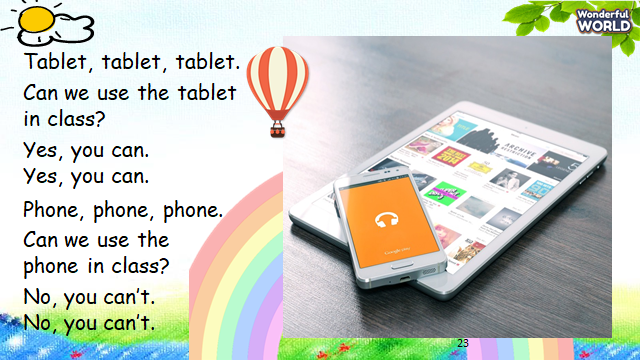 Wonderful
WORLD
Tablet, tablet, tablet.
Can we use the tablet
in class?
Yes, you can.
Yes, you can.
Phone, phone, phone.
Can we use the
phone in class?
No, you can't.
No, you can't.
ARCHIVE
23